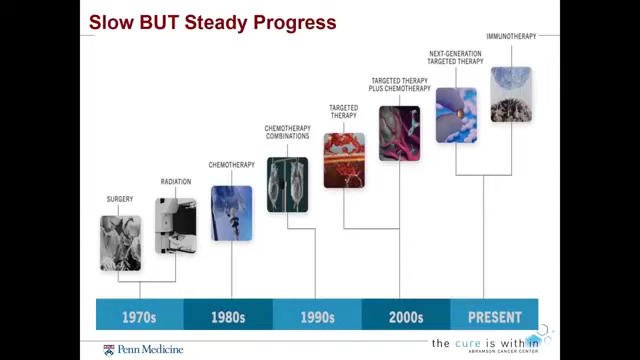 Slow BUT Steady Progress
IMMUNOTHERAPY
NEXT-GENERATION
TARGETED THERAPY
TARGETED THERAPY
PLUS CHEMOTHERAPY
TARGETED
THERAPY
CHEMOTHERAPY
COMBINATIONS
CHEMOTHERAPY
RADIATION
SURGERY
1970s
1980s
1990s
2000s
PRESENT
Penn Medicine
the cure is within
ABRAMSON CANCER CENTER